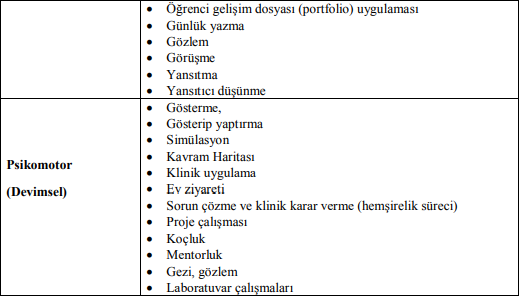 • Öğrenci gelişim dosyası (portfolio) uygulaması
• Günlük yazma
• Gözlem
• Görüşme
• Yansıtma
• Yansıtıcı düşünme
Psikomotor
(Devimsel)
• Gösterme,
• Gösterip yaptırma
• Simülasyon
• Kavram Haritası
• Klinik uygulama
• Ev ziyareti
• Sorun çözme ve klinik karar verme (hemşirelik süreci)
• Proje çalışması
• Koçluk
• Mentorluk
• Gezi, gözlem
• Laboratuvar çalışmaları